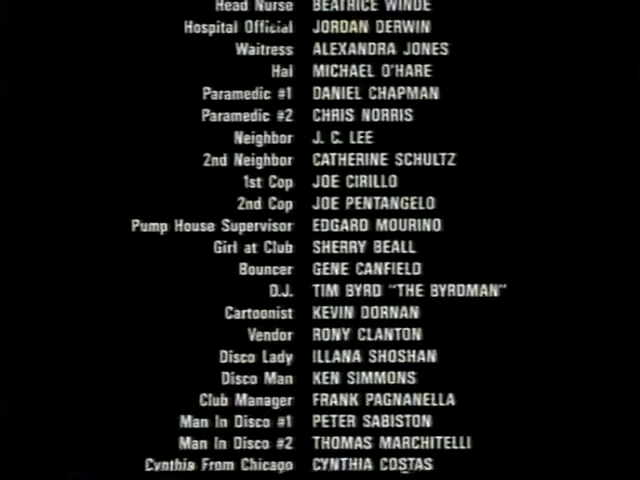 Head Nurse BEATRICE WINDE
Hospital Official JORDAN DERWIN
Waitress ALEXANDRA JONES
Hal MICHAEL O'HARE
Paramedic #1 DANIEL CHAPMAN
Paramedic #2 CHRIS NORRIS
Neighbor J. C. LEE
2nd Neighbor CATHERINE SCHULTZ
1st Cop JOE CIRILLO
2nd Cop JOE PENTANGELO
Pump House Supervisor EDGARD MOURINO
Girl at Club SHERRY BEALL
Bouncer GENE CANFIELD
D.J. TIM BYRD "THE BYRDMAN"
Cartoonist KEVIN DORNAN
Vendor RONY CLANTON
Disco Lady ILLANA SHOSHAN
Disco Man KEN SIMMONS
Club Manager FRANK PAGNANELLA
Man In Disco #1 PETER SABISTON
Man In Disco #2 THOMAS MARCHITELLI
Cynthia From Chicago CYNTHIA COSTAS